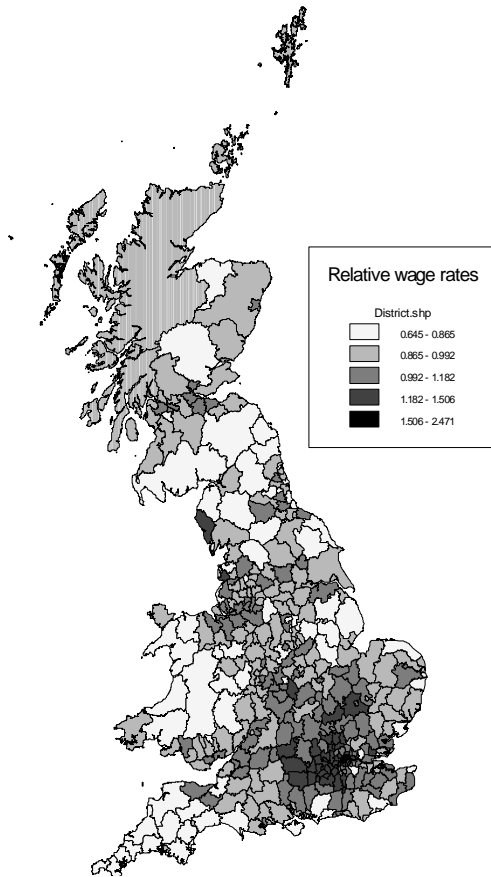 Relative wage rates
District.shp
0.645 - 0.865
0.865 - 0.992
0.992 - 1.182
1.182 - 1.506
1.506 - 2.471